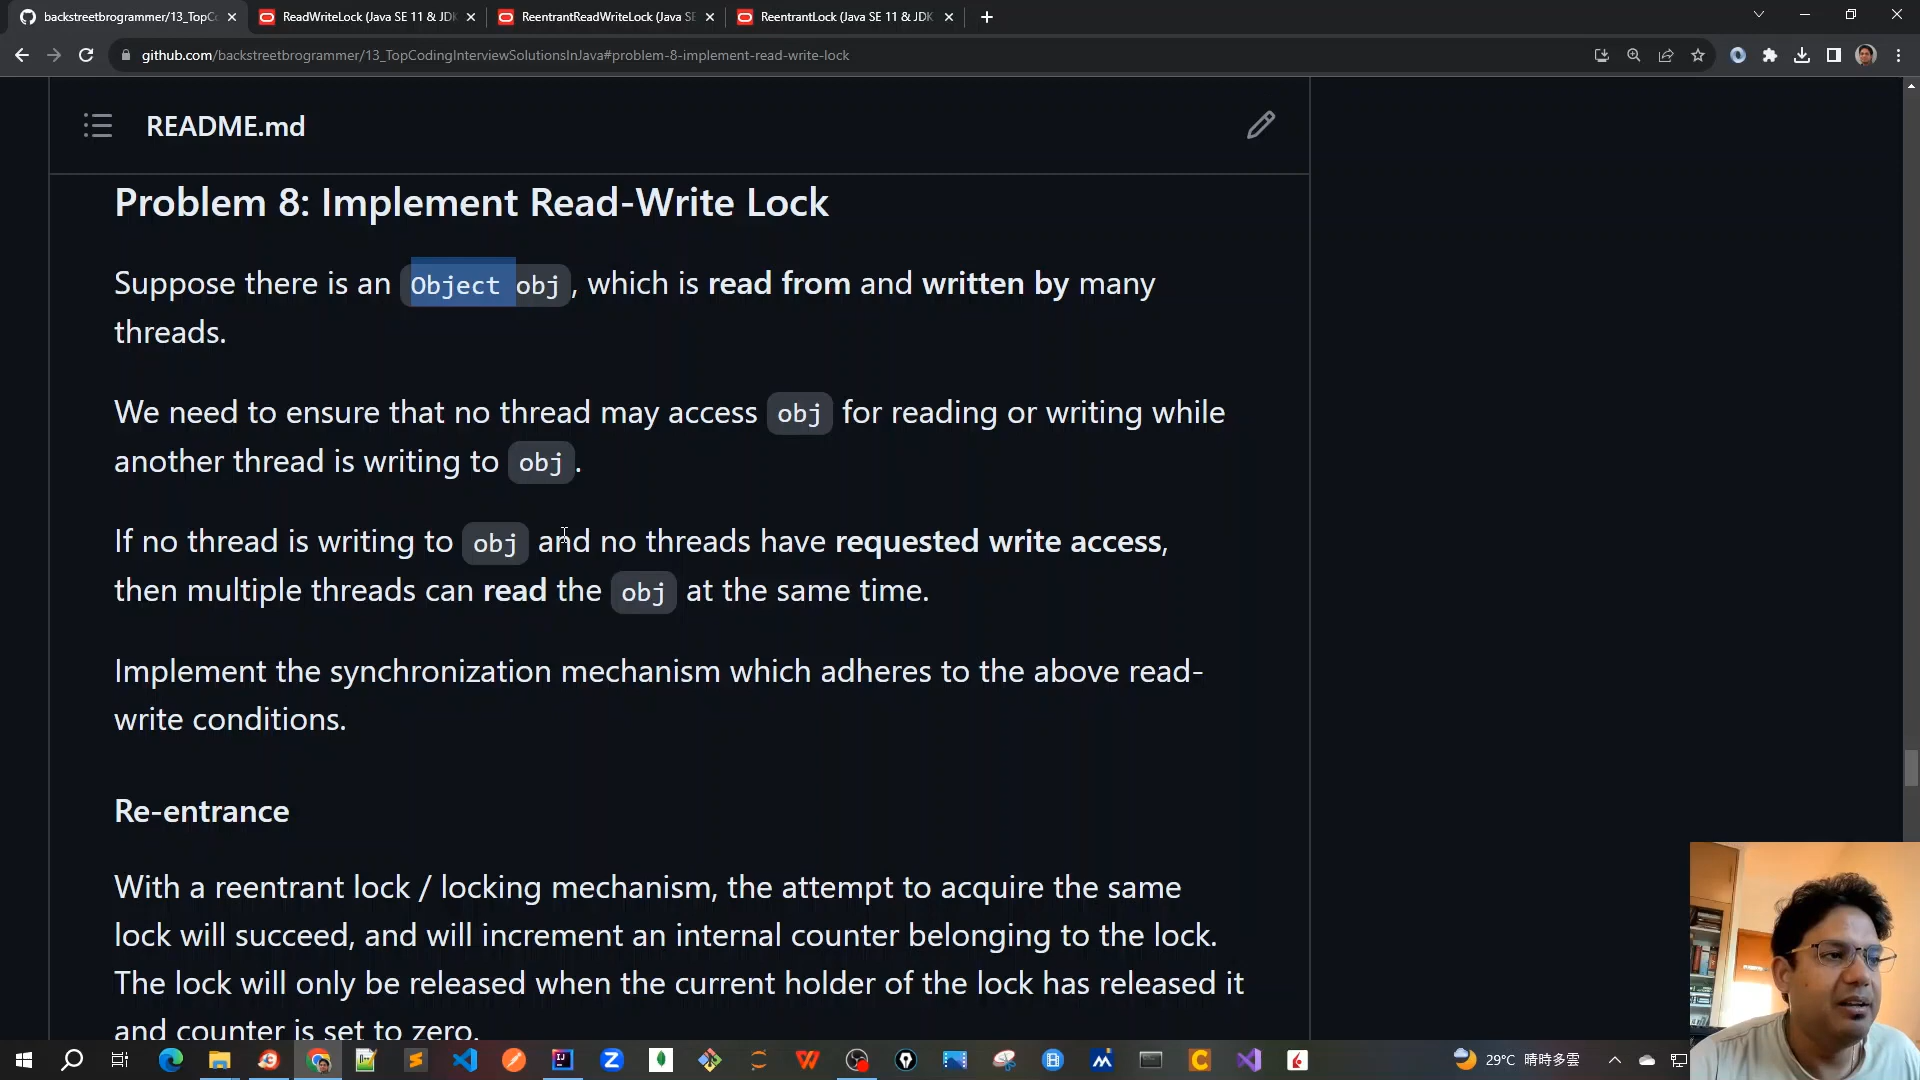 backstreetbrogrammer/13_TopCo
ReadWriteLock (Java SE 11 & JDK
ReentrantReadWriteLock (Java SE
ReentrantLock (Java SE 11 & JDK
github.com/backstreetbrogrammer/13_TopCodingInterviewSolutionsInJava#problem-8-implement-read-write-lock
README.md
Problem 8: Implement Read-Write Lock
Suppose there is an Object obj, which is read from and written by many
threads.
We need to ensure that no thread may access obj for reading or writing while
another thread is writing to obj.
If no thread is writing to obj and no threads have requested write access,
then multiple threads can read the obj at the same time.
Implement the synchronization mechanism which adheres to the above read-
write conditions.
Re-entrance
With a reentrant lock / locking mechanism, the attempt to acquire the same
lock will succeed, and will increment an internal counter belonging to the lock.
The lock will only be released when the current holder of the lock has released it
and counter is set to zero.
29°C 晴時多雲